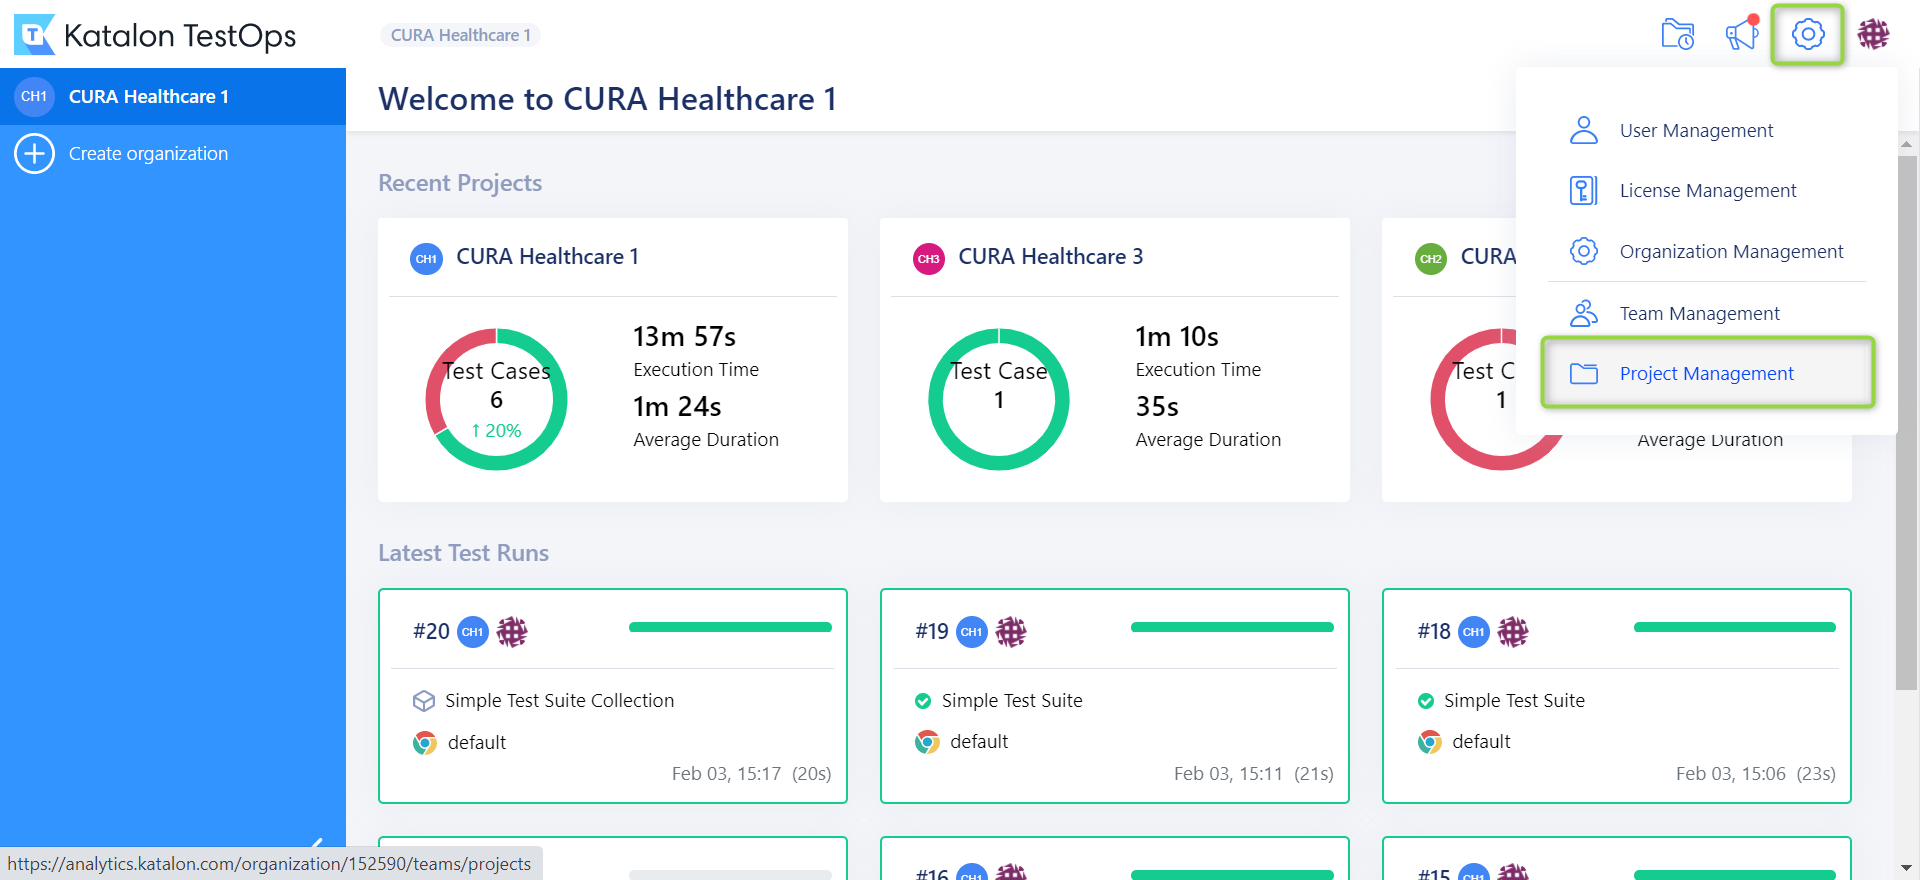 Katalon TestOps
CURA Healthcare 1
CH1 CURA Healthcare 1
Create organization
Welcome to CURA Healthcare 1
User Management
License Management
Organization Management
Team Management
Project Management
Recent Projects
CH1 CURA Healthcare 1
Test Cases
6
↑ 20%
13m 57s
Execution Time
1m 24s
Average Duration
CH3 CURA Healthcare 3
Test Case
1
1m 10s
Execution Time
35s
Average Duration
CH2 CURA
Test C
1
Average Duration
Latest Test Runs
#20 CH1
Simple Test Suite Collection
default
Feb 03, 15:17 (20s)
#19 CH1
Simple Test Suite
default
Feb 03, 15:11 (21s)
#18 CH1
Simple Test Suite
default
Feb 03, 15:06 (23s)
#16 CH1
#15 CH1
https://analytics.katalon.com/organization/152590/teams/projects